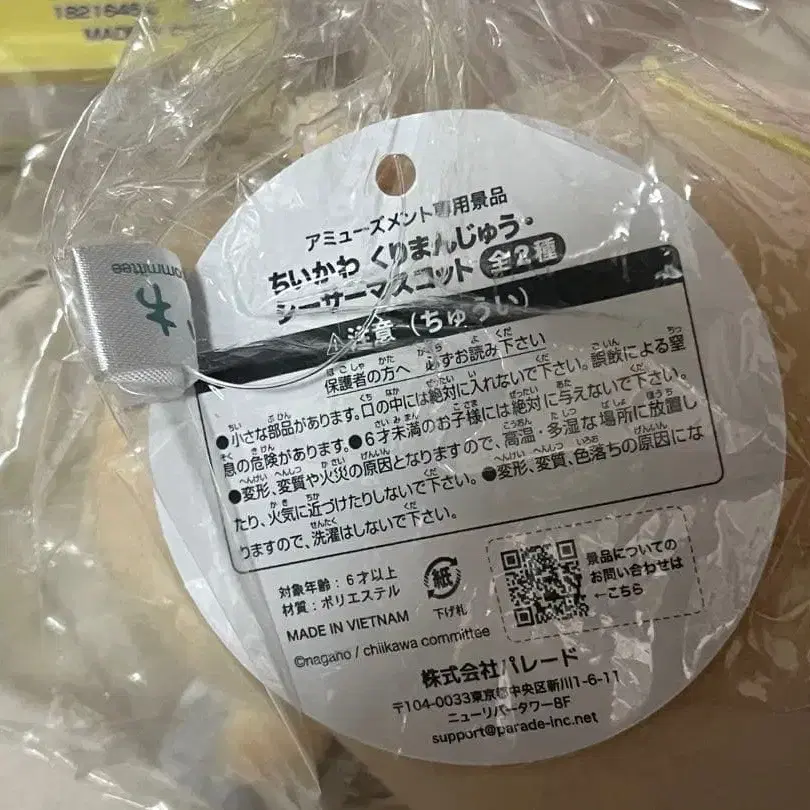 1821646
MADE
ommittee
わ
アミューズメント専用景品
ちいかわ くりまんじゅう・
シーサーマスコット 全2種
⚠注意(ちゅうい)
保護者の方へ 必ずお読み下さい
●小さな部品があります。口の中には絶対に入れないで下さい。誤飲による窒
息の危険があります。●6才未満のお子様には絶対に与えないで下さい。
●変形、変質や火災の原因となりますので、高温・多湿な場所に放置し
たり、火気に近づけたりしないで下さい。●変形、変質、色落ちの原因にな
りますので、洗濯はしないで下さい。
対象年齢:6才以上
材質:ポリエステル
MADE IN VIETNAM
©nagano / chiikawa committee
紙
下げ札
景品についての
お問い合わせは
←こちら
株式会社パレード
〒104-0033東京都中央区新川1-6-11
ニューリバータワー8F
support@parade-inc.net